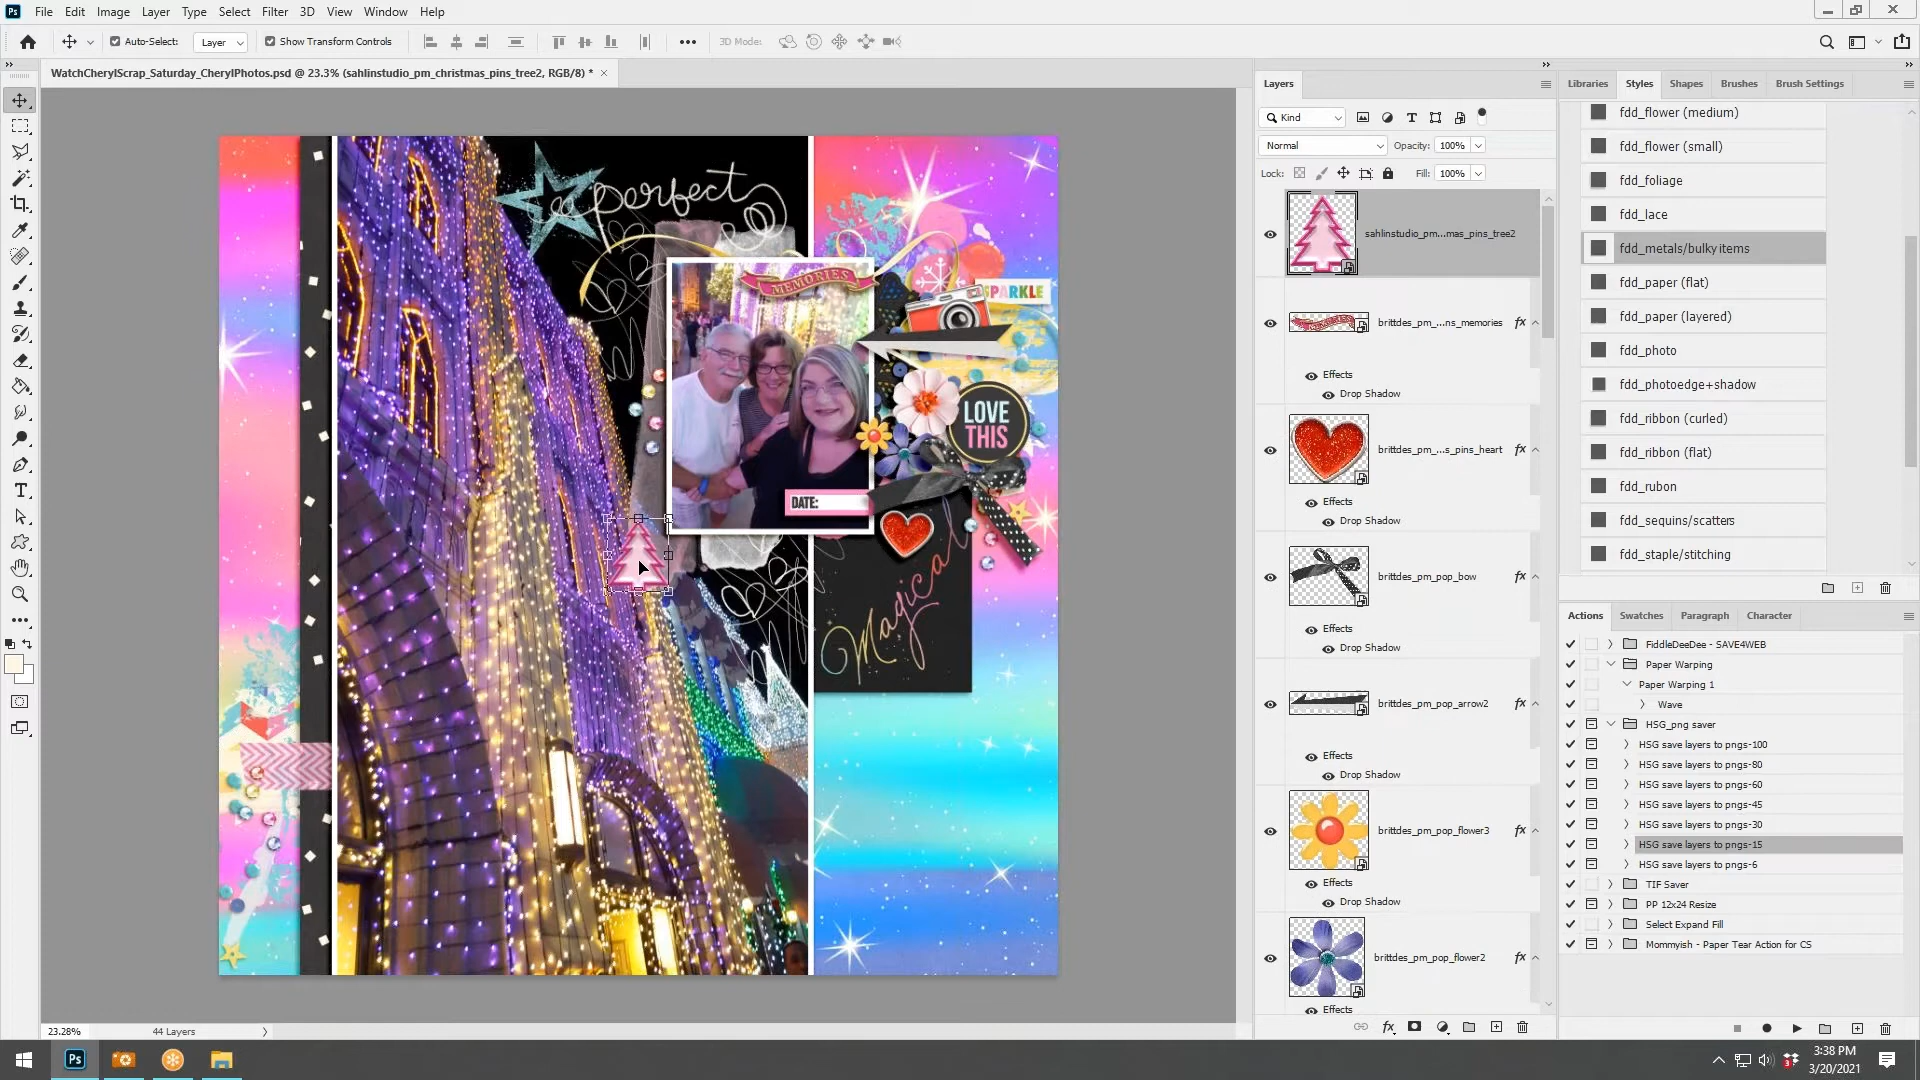 Ps File Edit Image Layer Type Select Filter 3D View Window Help
Auto-Select: Layer Show Transform Controls 3D Mode:
WatchCherylScrap_Saturday_CherylPhotos.psd @ 23.3% (sahlinstudio_pm_christmas_pins_tree2, RGB/8) *
perfect
MEMORIES
SPARKLE
LOVE
THIS
DATE:
Magical
23.28% 44 Layers
Layers
Kind
Normal Opacity: 100%
Lock: Fill: 100%
sahlinstudio_pm...mas_pins_tree2
brittdes_pm_...ns_memories fx
Effects
Drop Shadow
brittdes_pm_...s_pins_heart fx
Effects
Drop Shadow
brittdes_pm_pop_bow fx
Effects
Drop Shadow
brittdes_pm_pop_arrow2 fx
Effects
Drop Shadow
brittdes_pm_pop_flower3 fx
Effects
Drop Shadow
brittdes_pm_pop_flower2 fx
Effects
fx
Libraries Styles Shapes Brushes Brush Settings
fdd_flower (medium)
fdd_flower (small)
fdd_foliage
fdd_lace
fdd_metals/bulky items
fdd_paper (flat)
fdd_paper (layered)
fdd_photo
fdd_photoedge+shadow
fdd_ribbon (curled)
fdd_ribbon (flat)
fdd_rubon
fdd_sequins/scatters
fdd_staple/stitching
Actions Swatches Paragraph Character
FiddleDeeDee - SAVE4WEB
Paper Warping
Paper Warping 1
Wave
HSG_png saver
HSG save layers to pngs-100
HSG save layers to pngs-80
HSG save layers to pngs-60
HSG save layers to pngs-45
HSG save layers to pngs-30
HSG save layers to pngs-15
HSG save layers to pngs-6
TIF Saver
PP 12x24 Resize
Select Expand Fill
Mommyish - Paper Tear Action for CS
Ps
3:38 PM
3/20/2021